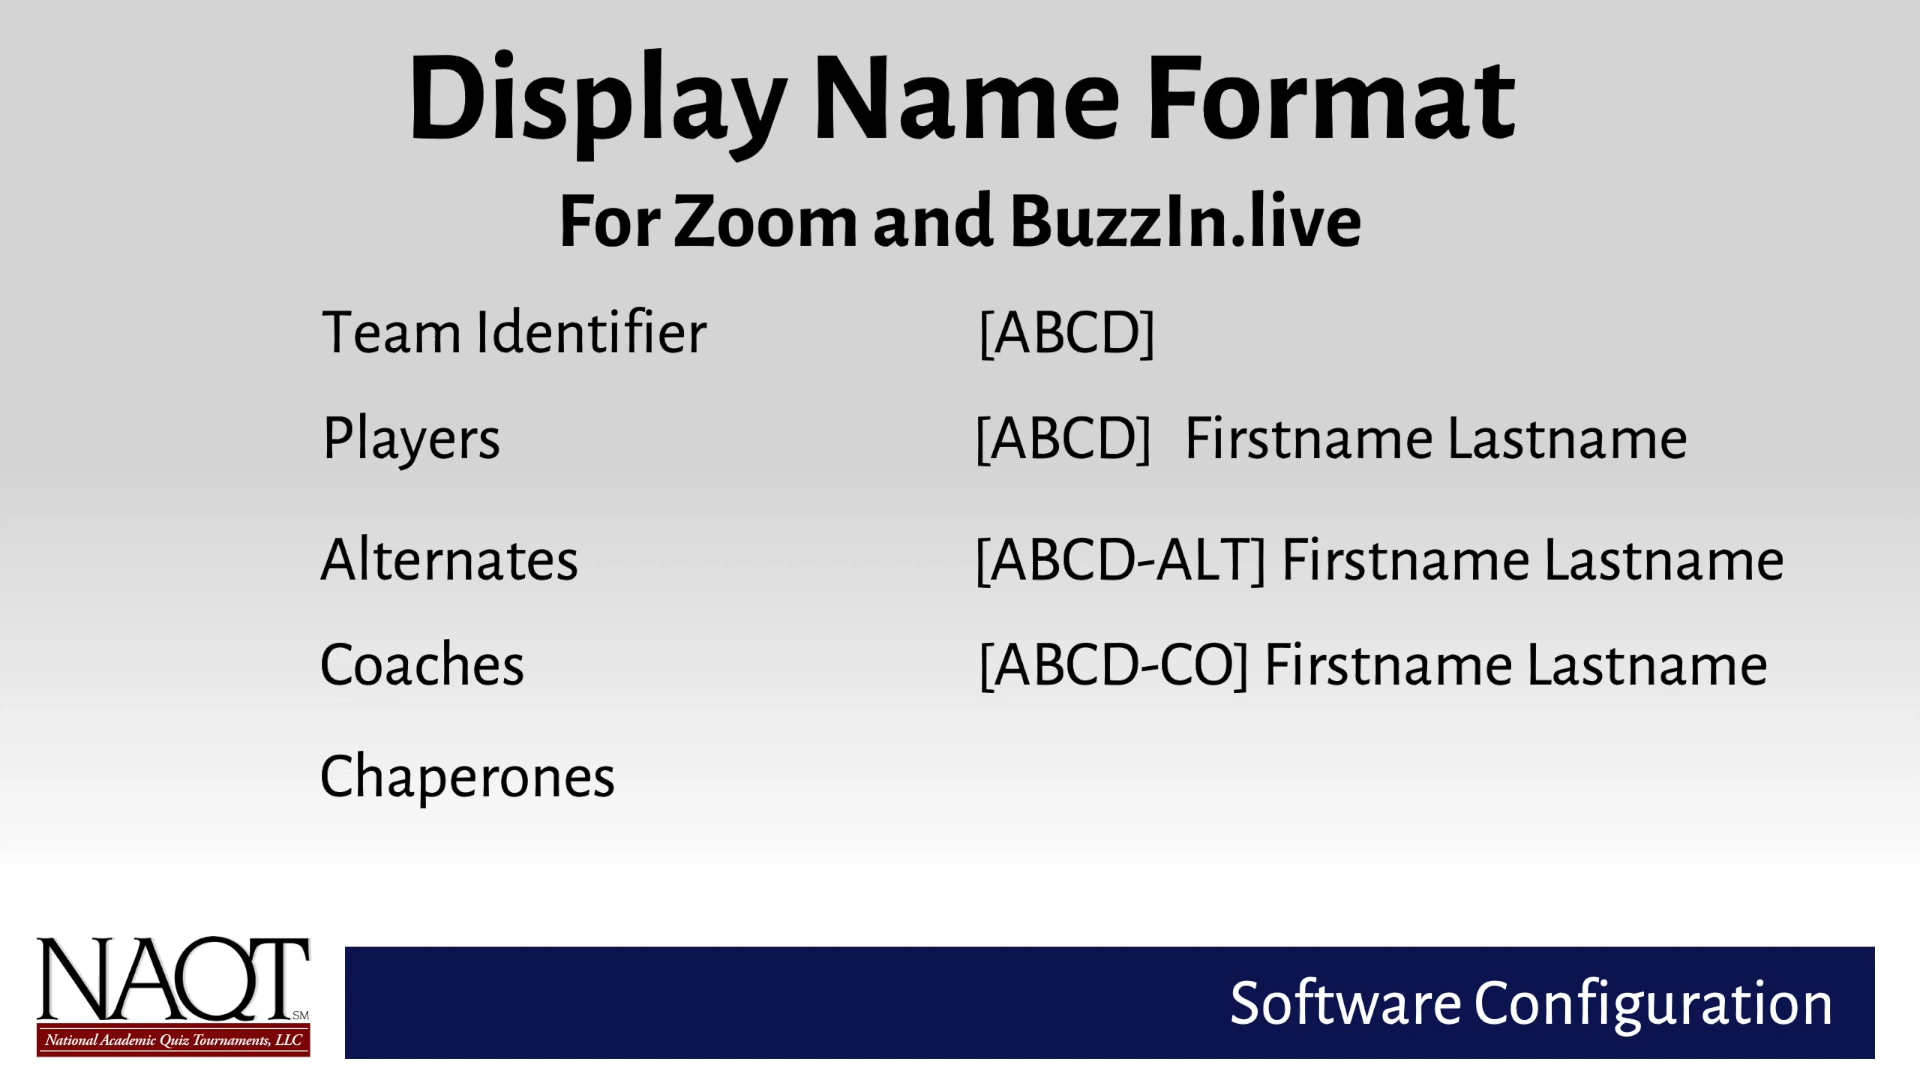 Display Name Format
For Zoom and BuzzIn.live
Team Identifier [ABCD]
Players [ABCD] Firstname Lastname
Alternates [ABCD-ALT] Firstname Lastname
Coaches [ABCD-CO] Firstname Lastname
Chaperones
NAQT SM
National Academic Quiz Tournaments, LLC
Software Configuration